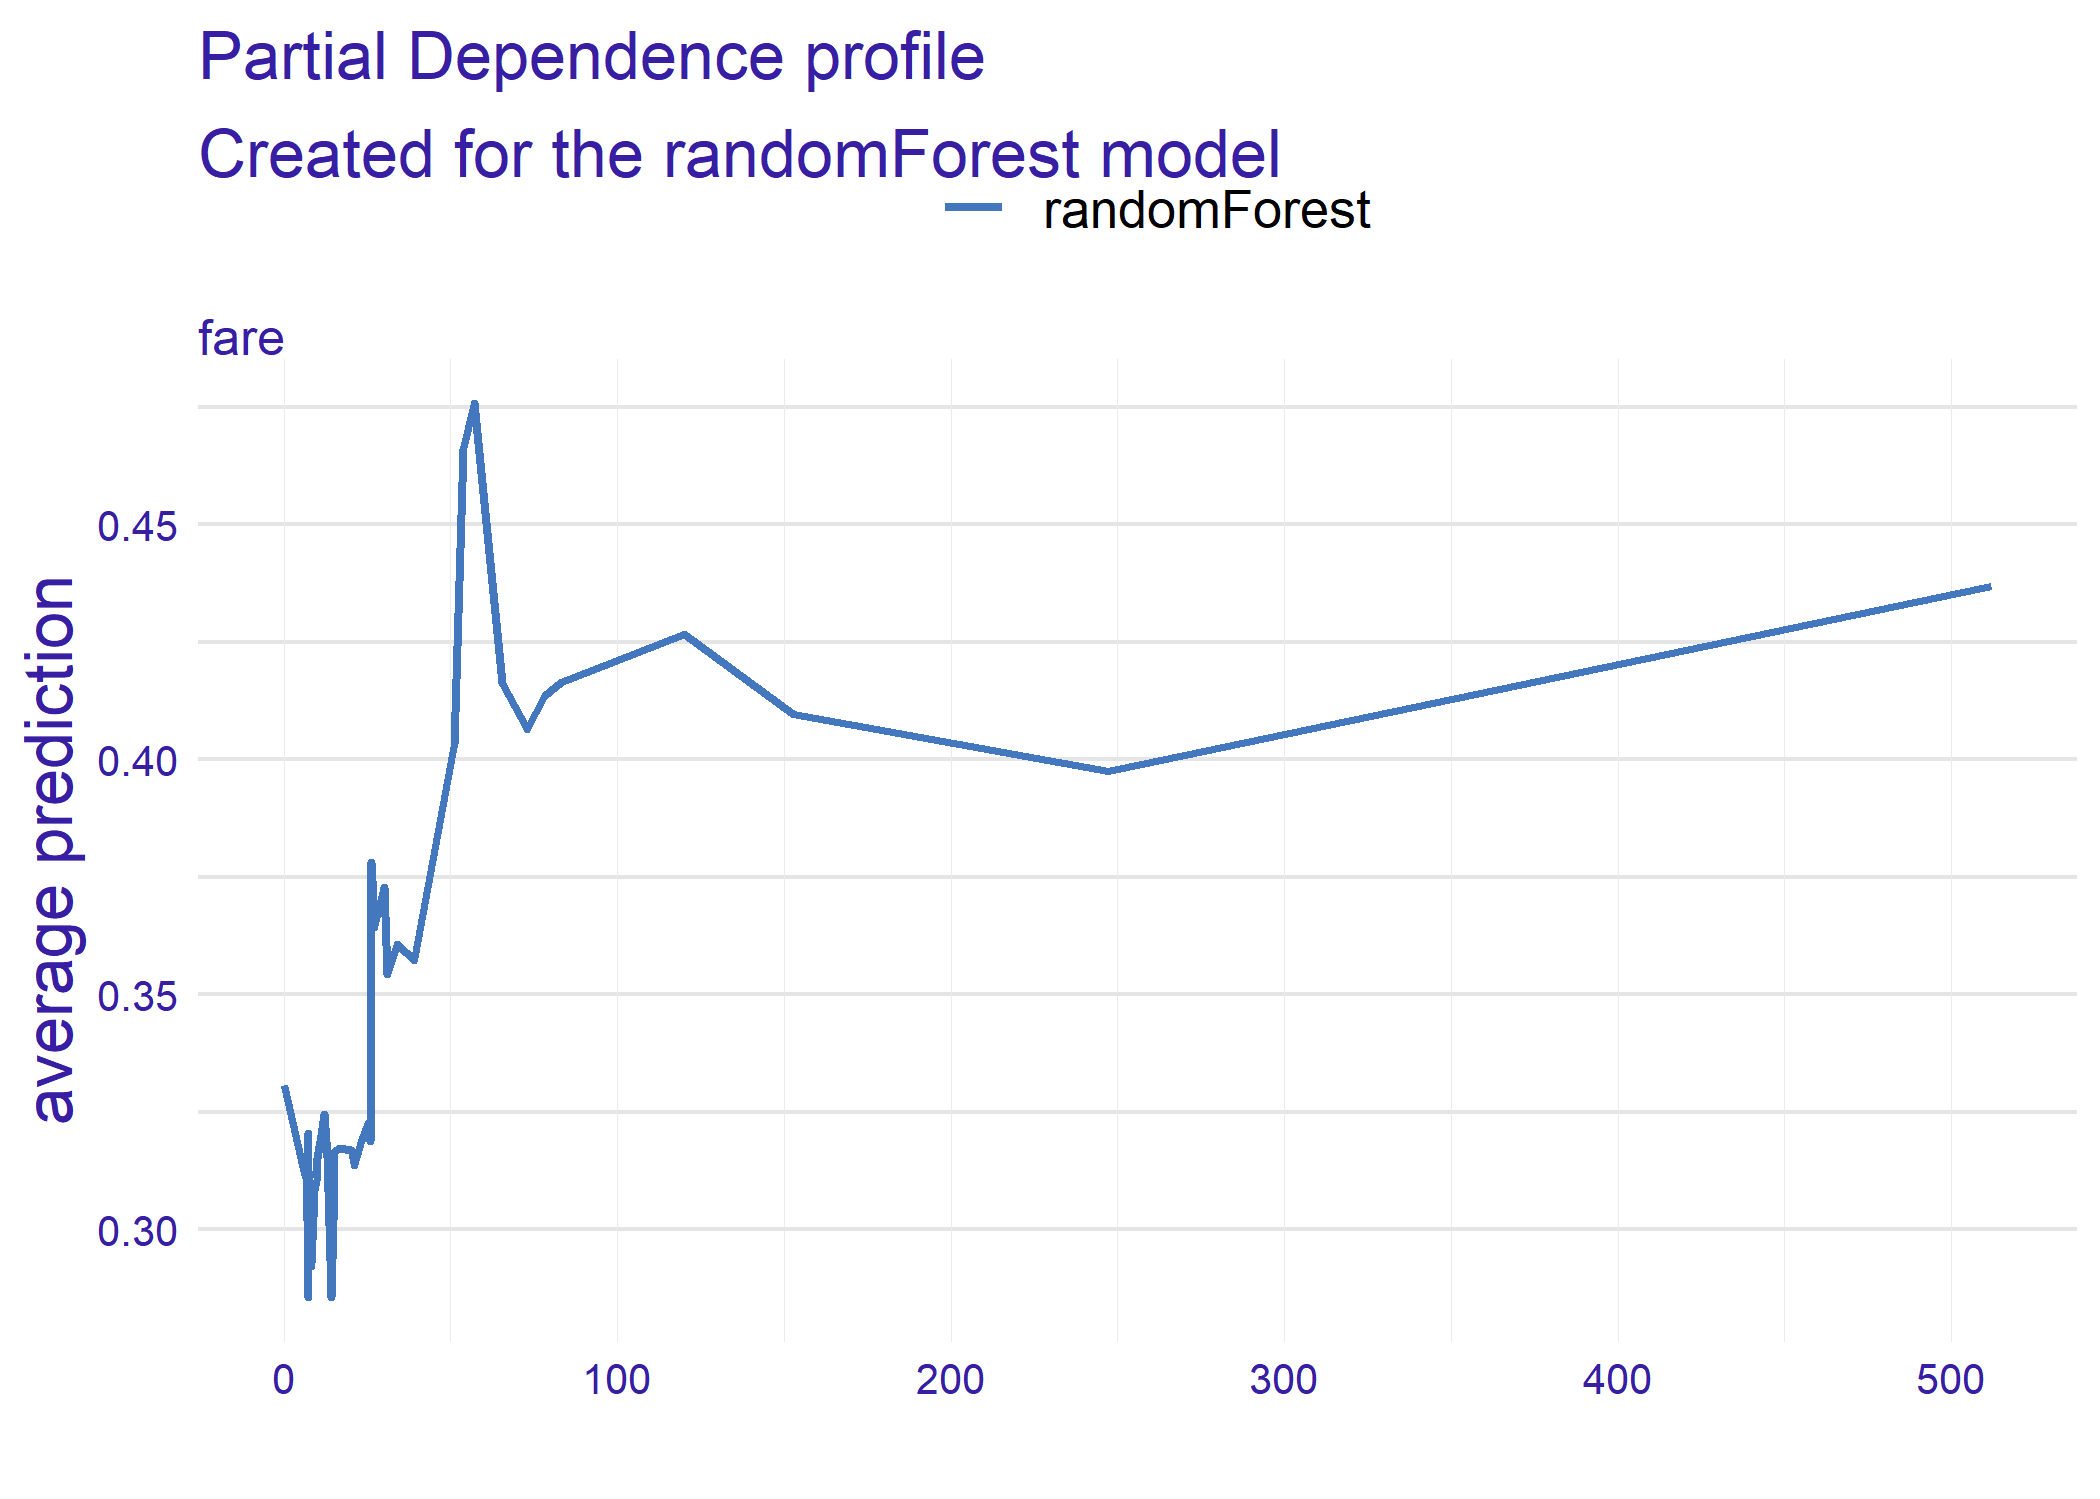 Partial Dependence profile
Created for the randomForest model
randomForest
fare
average prediction
0.45
0.40
0.35
0.30
0 100 200 300 400 500